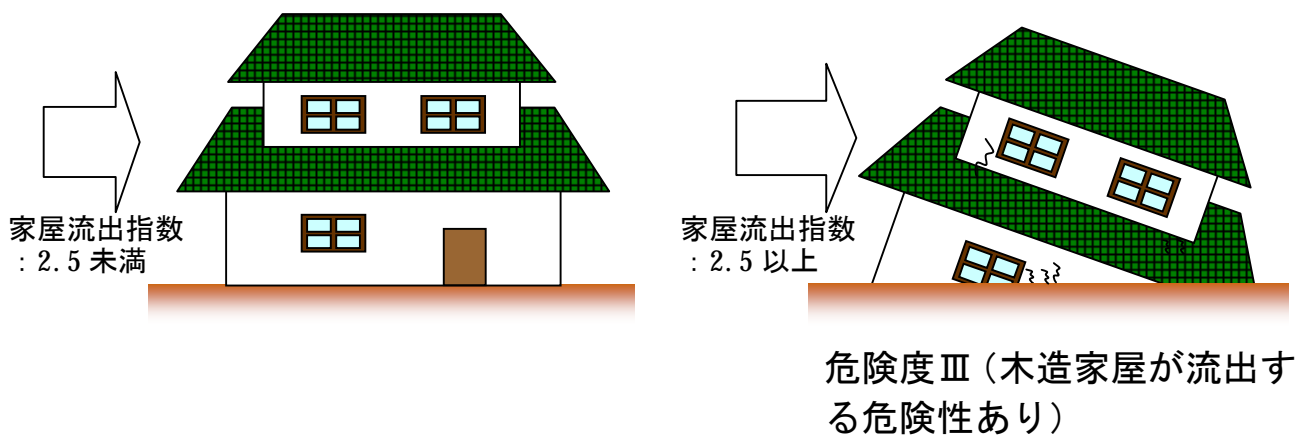 家屋流出指数
：2.5未満
家屋流出指数
：2.5以上
危険度Ⅲ（木造家屋が流出す
る危険性あり）